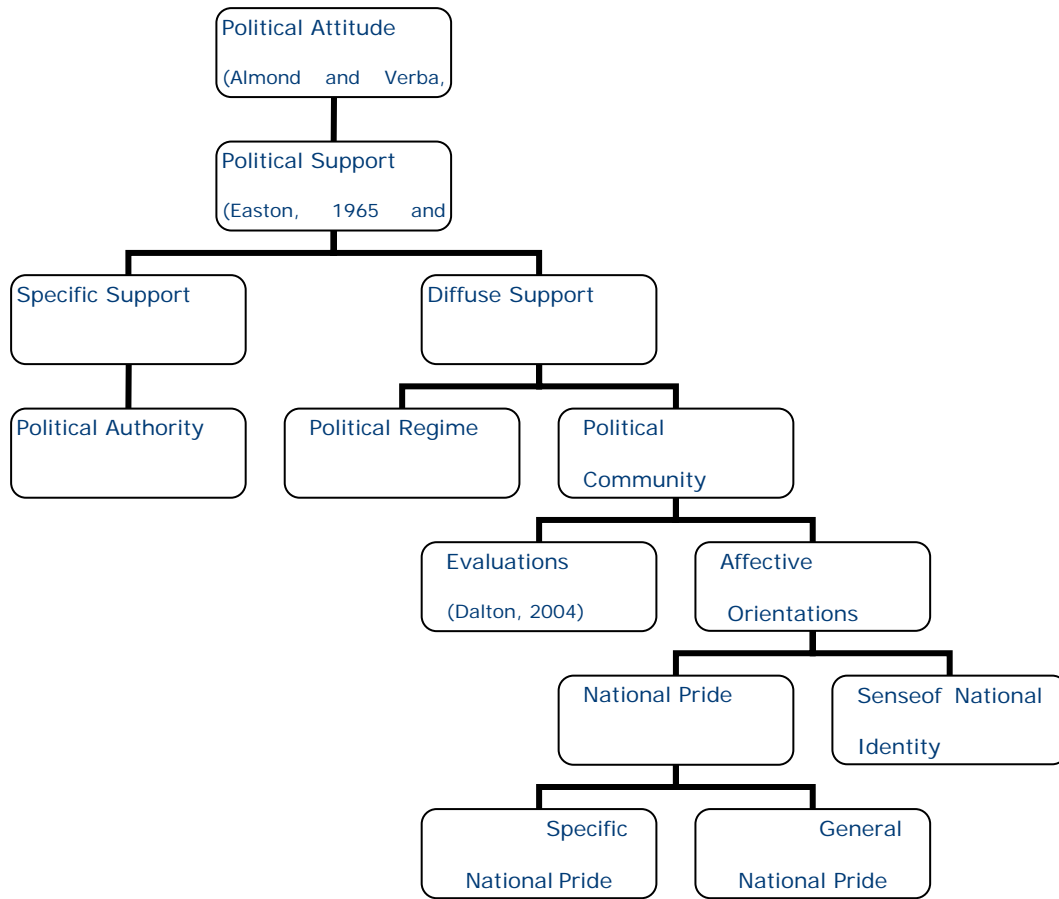 Political Attitude
(Almond and Verba,
Political Support
(Easton, 1965 and
Specific Support
Diffuse Support
Political Authority
Political Regime
Political
Community
Evaluations
(Dalton, 2004)
Affective
Orientations
National Pride
Senseof National
Identity
Specific
National Pride
General
National Pride